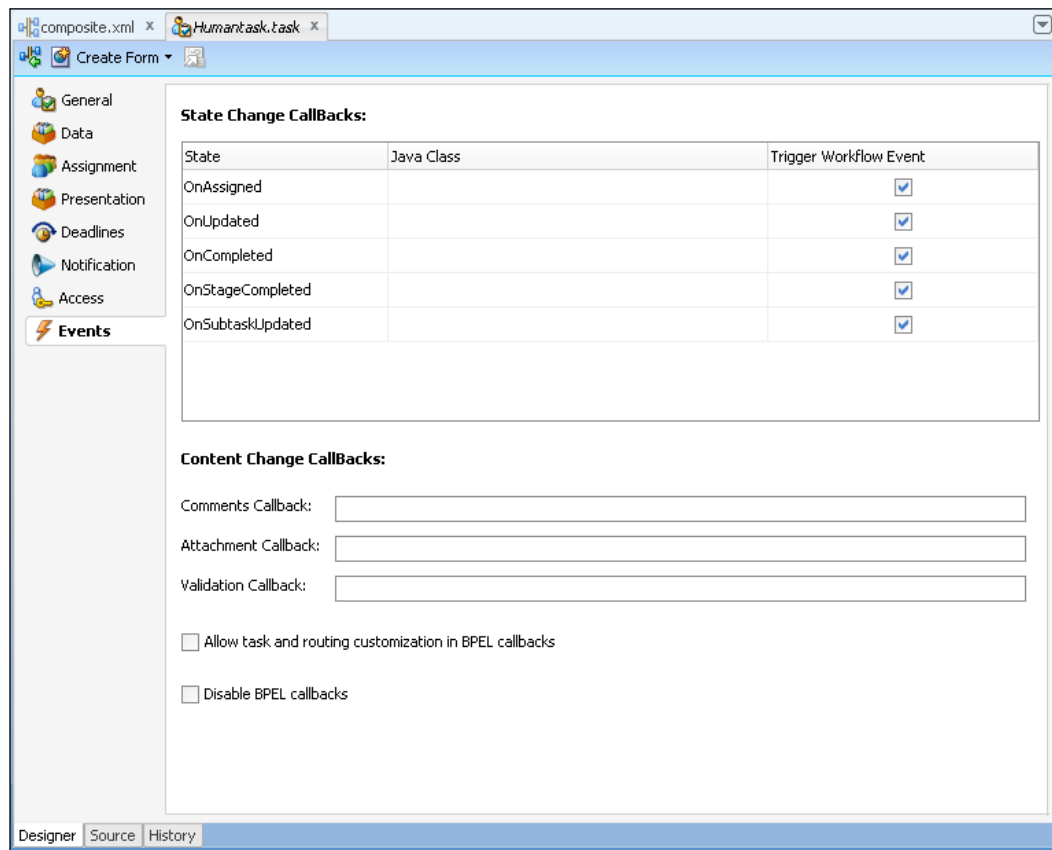 composite.xml x Humantask.task x
Create Form
General
Data
Assignment
Presentation
Deadlines
Notification
Access
Events
State Change CallBacks:
State Java Class Trigger Workflow Event
OnAssigned
OnUpdated
OnCompleted
OnStageCompleted
OnSubtaskUpdated
Content Change CallBacks:
Comments Callback:
Attachment Callback:
Validation Callback:
Allow task and routing customization in BPEL callbacks
Disable BPEL callbacks
Designer Source History